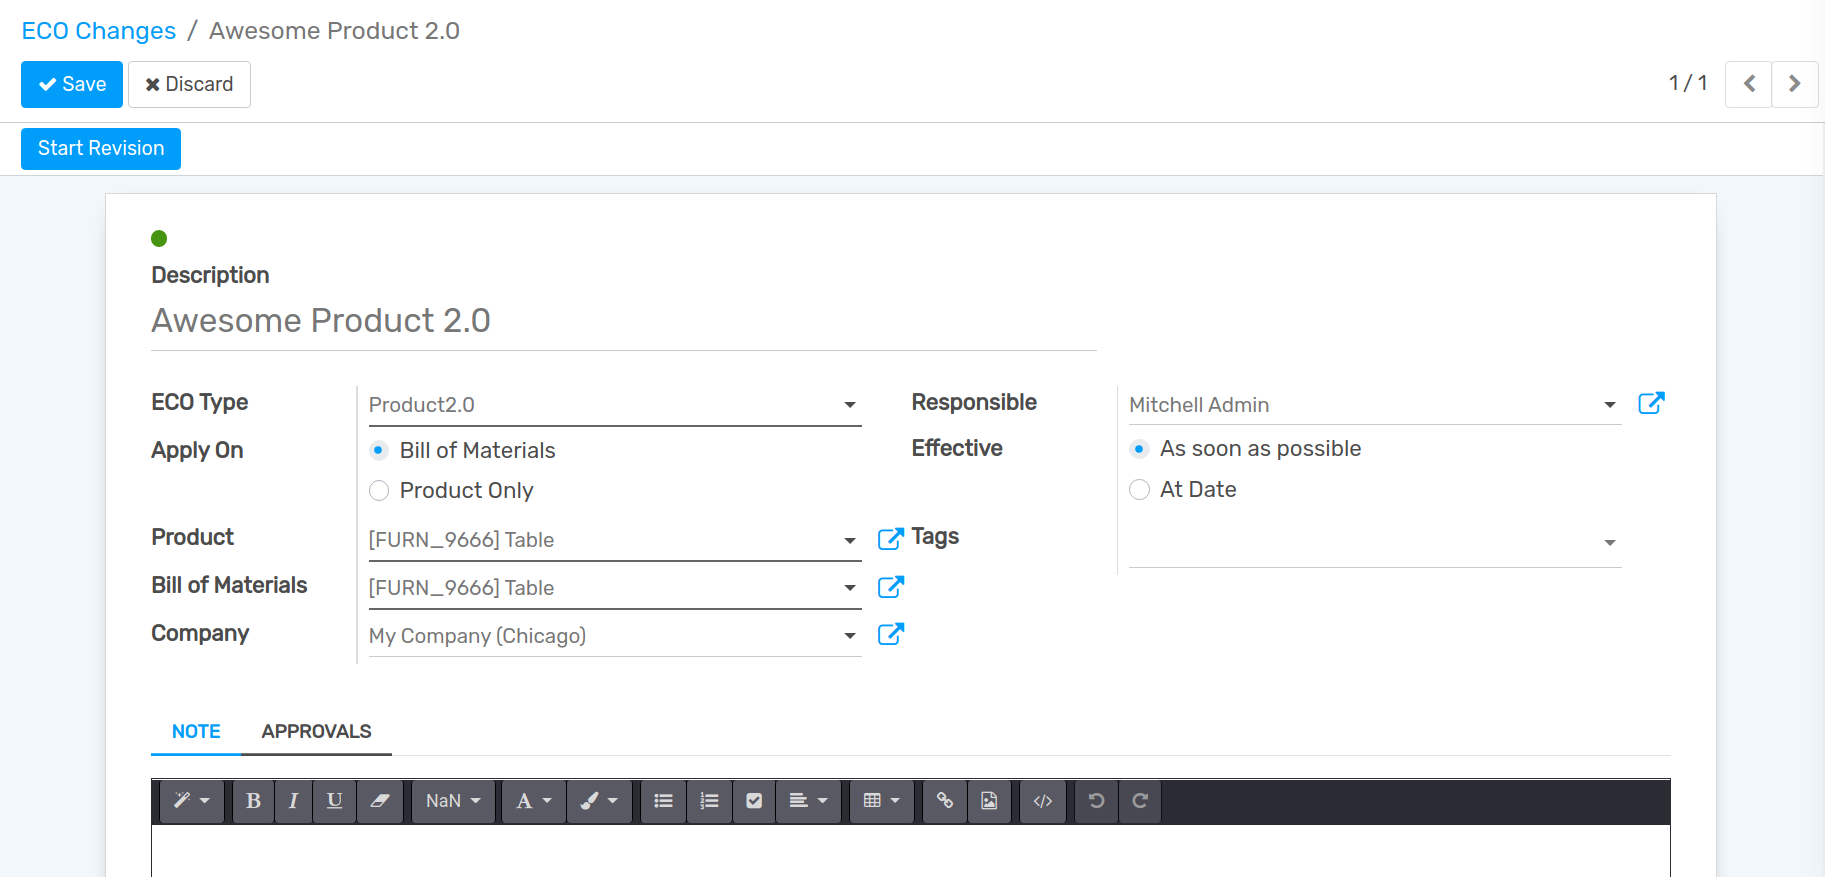 ECO Changes / Awesome Product 2.0
Save Discard 1 / 1
Start Revision
Description
Awesome Product 2.0
ECO Type Product2.0 Responsible Mitchell Admin
Apply On Bill of Materials Effective As soon as possible
Product Only At Date
Product [FURN_9666] Table Tags
Bill of Materials [FURN_9666] Table
Company My Company (Chicago)
NOTE APPROVALS
B I U NaN A